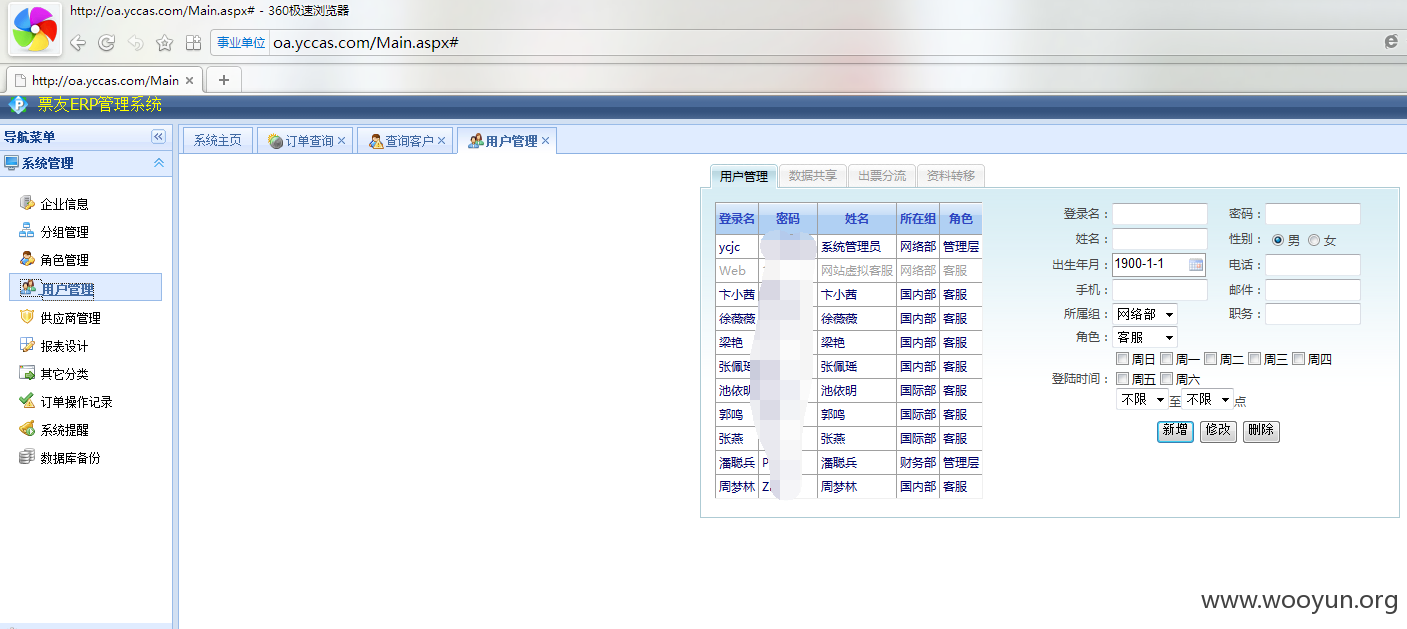 http://oa.yccas.com/Main.aspx# - 360极速浏览器
事业单位 oa.yccas.com/Main.aspx#
http://oa.yccas.com/Main
票友ERP管理系统
导航菜单
系统管理
企业信息
分组管理
角色管理
用户管理
供应商管理
报表设计
其它分类
订单操作记录
系统提醒
数据库备份
系统主页 订单查询 查询客户 用户管理
用户管理 数据共享 出票分流 资料转移
登录名 密码 姓名 所在组 角色
ycjc 系统管理员 网络部 管理层
Web 网站虚拟客服 网络部 客服
卞小茜 卞小茜 国内部 客服
徐薇薇 徐薇薇 国内部 客服
梁艳 梁艳 国内部 客服
张佩瑶 张佩瑶 国内部 客服
池依明 池依明 国际部 客服
郭鸣 郭鸣 国际部 客服
张燕 张燕 国际部 客服
潘聪兵 P 潘聪兵 财务部 管理层
周梦林 周梦林 国内部 客服
登录名： 密码：
姓名： 性别： 男 女
出生年月： 1900-1-1 电话：
手机： 邮件：
所属组： 网络部 职务：
角色： 客服
周日 周一 周二 周三 周四
登陆时间： 周五 周六
不限 至 不限 点
新增 修改 删除
www.wooyun.org